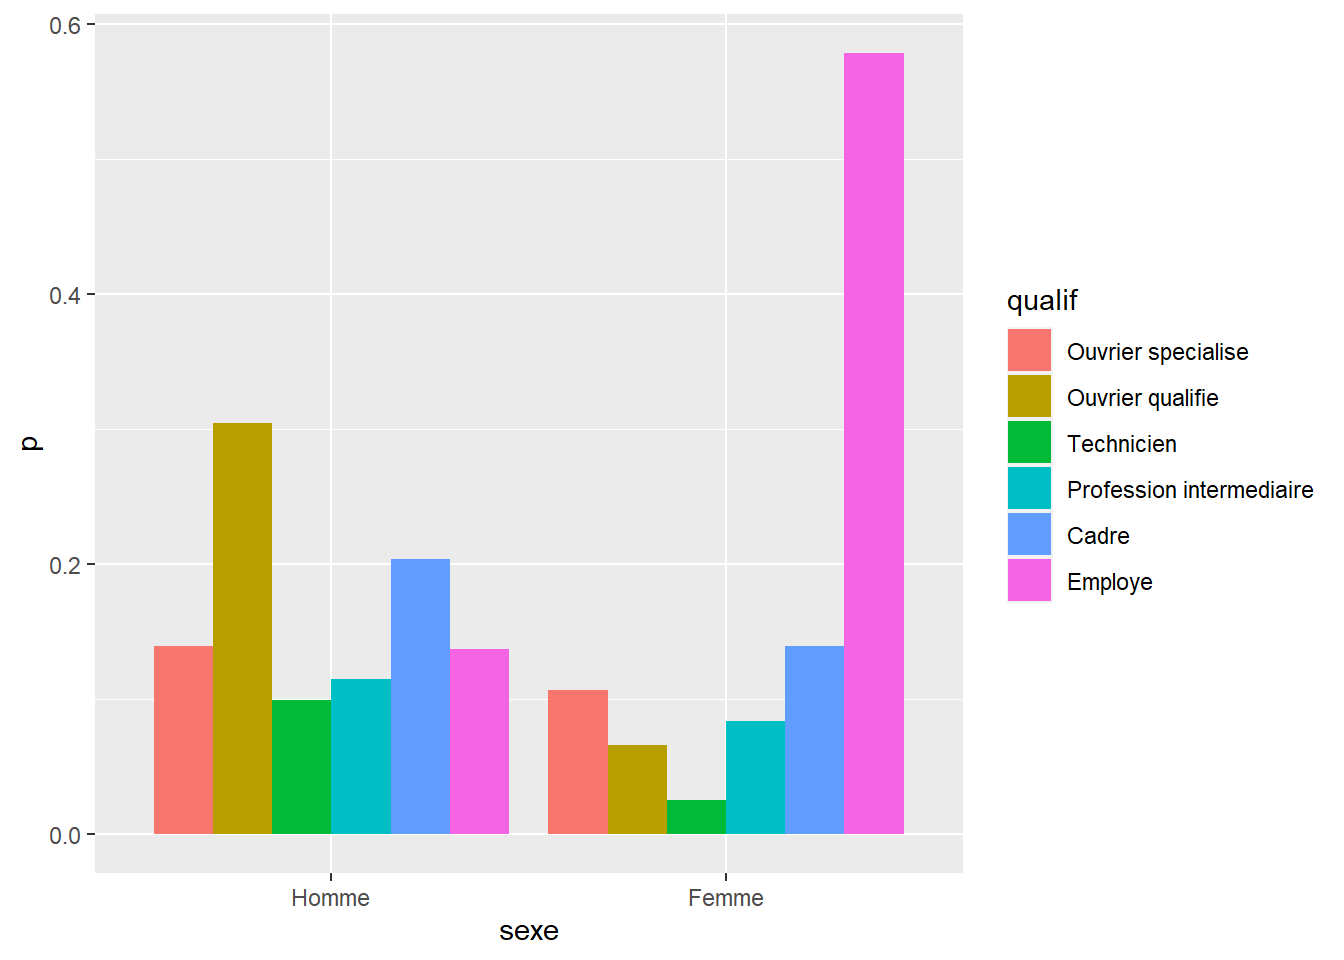 0.6
0.4
0.2
0.0
p
Homme
Femme
sexe
qualif
Ouvrier specialise
Ouvrier qualifie
Technicien
Profession intermediaire
Cadre
Employe